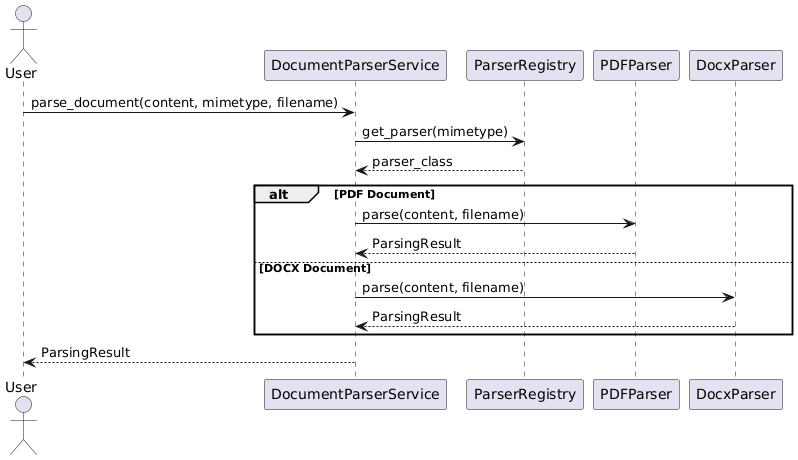 User
DocumentParserService
ParserRegistry
PDFParser
DocxParser
parse_document(content, mimetype, filename)
get_parser(mimetype)
parser_class
alt
[PDF Document]
parse(content, filename)
ParsingResult
[DOCX Document]
parse(content, filename)
ParsingResult
ParsingResult
User
DocumentParserService
ParserRegistry
PDFParser
DocxParser